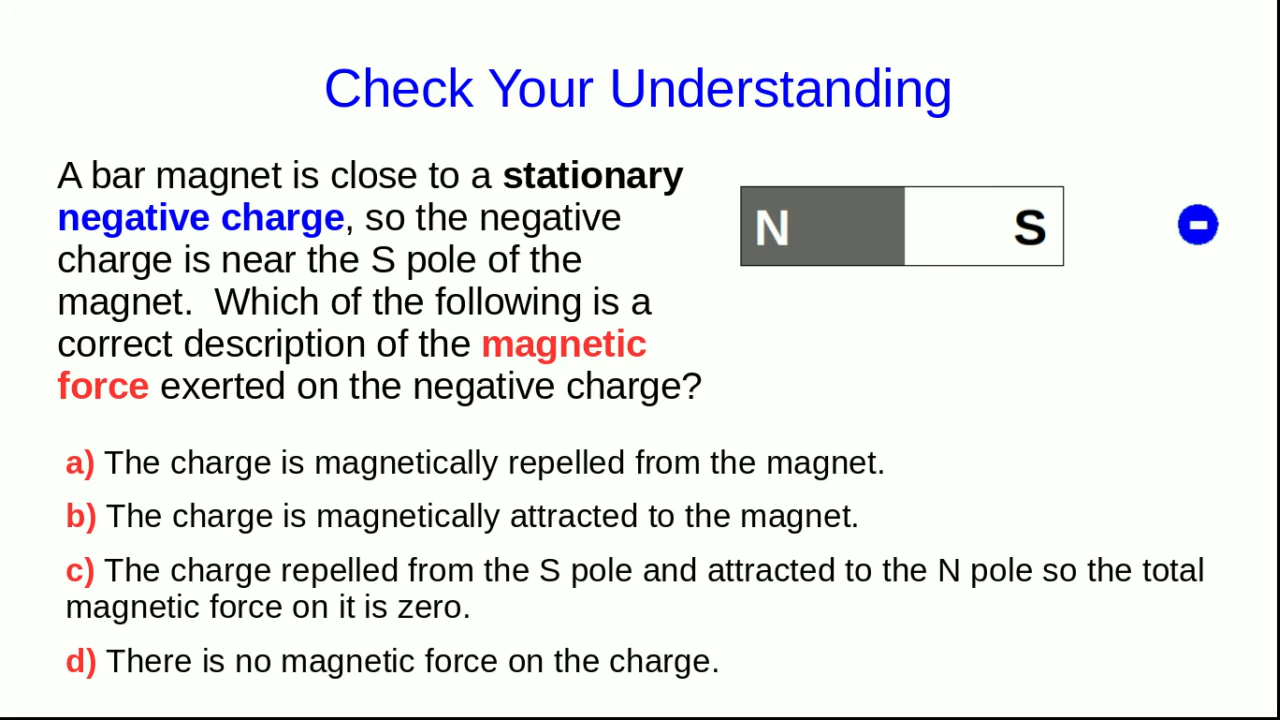 Check Your Understanding
A bar magnet is close to a stationary
negative charge, so the negative
charge is near the S pole of the
magnet.  Which of the following is a
correct description of the magnetic
force exerted on the negative charge?
N
S
-
a) The charge is magnetically repelled from the magnet.
b) The charge is magnetically attracted to the magnet.
c) The charge repelled from the S pole and attracted to the N pole so the total
magnetic force on it is zero.
d) There is no magnetic force on the charge.